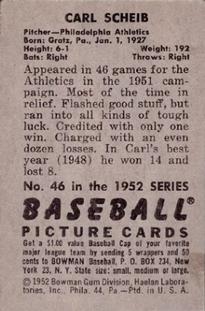 CARL SCHEIB
Pitcher—Philadelphia Athletics
Born: Gratz, Pa., Jan. 1, 1927
Height: 6-1 Weight: 192
Bats: Right Throws: Right
Appeared in 46 games for
the Athletics in the 1951 cam-
paign. Most of the time in
relief. Flashed good stuff, but
ran into all kinds of tough
luck. Credited with only one
win. Charged with an even
dozen losses. In Carl's best
year (1948) he won 14 and
lost 8.
No. 46 in the 1952 SERIES
BASEBALL®
PICTURE CARDS
Get a $1.00 value Baseball Cap of your favorite
major league team by sending 5 wrappers and 50
cents to BOWMAN Baseball, P. O. BOX 234, NEW
YORK 23, N. Y. State size: small, medium or large.
©1952 Bowman Gum Division, Haelan Labora-
tories, Inc., Phila. 44, Pa.—Ptd. in U. S. A.